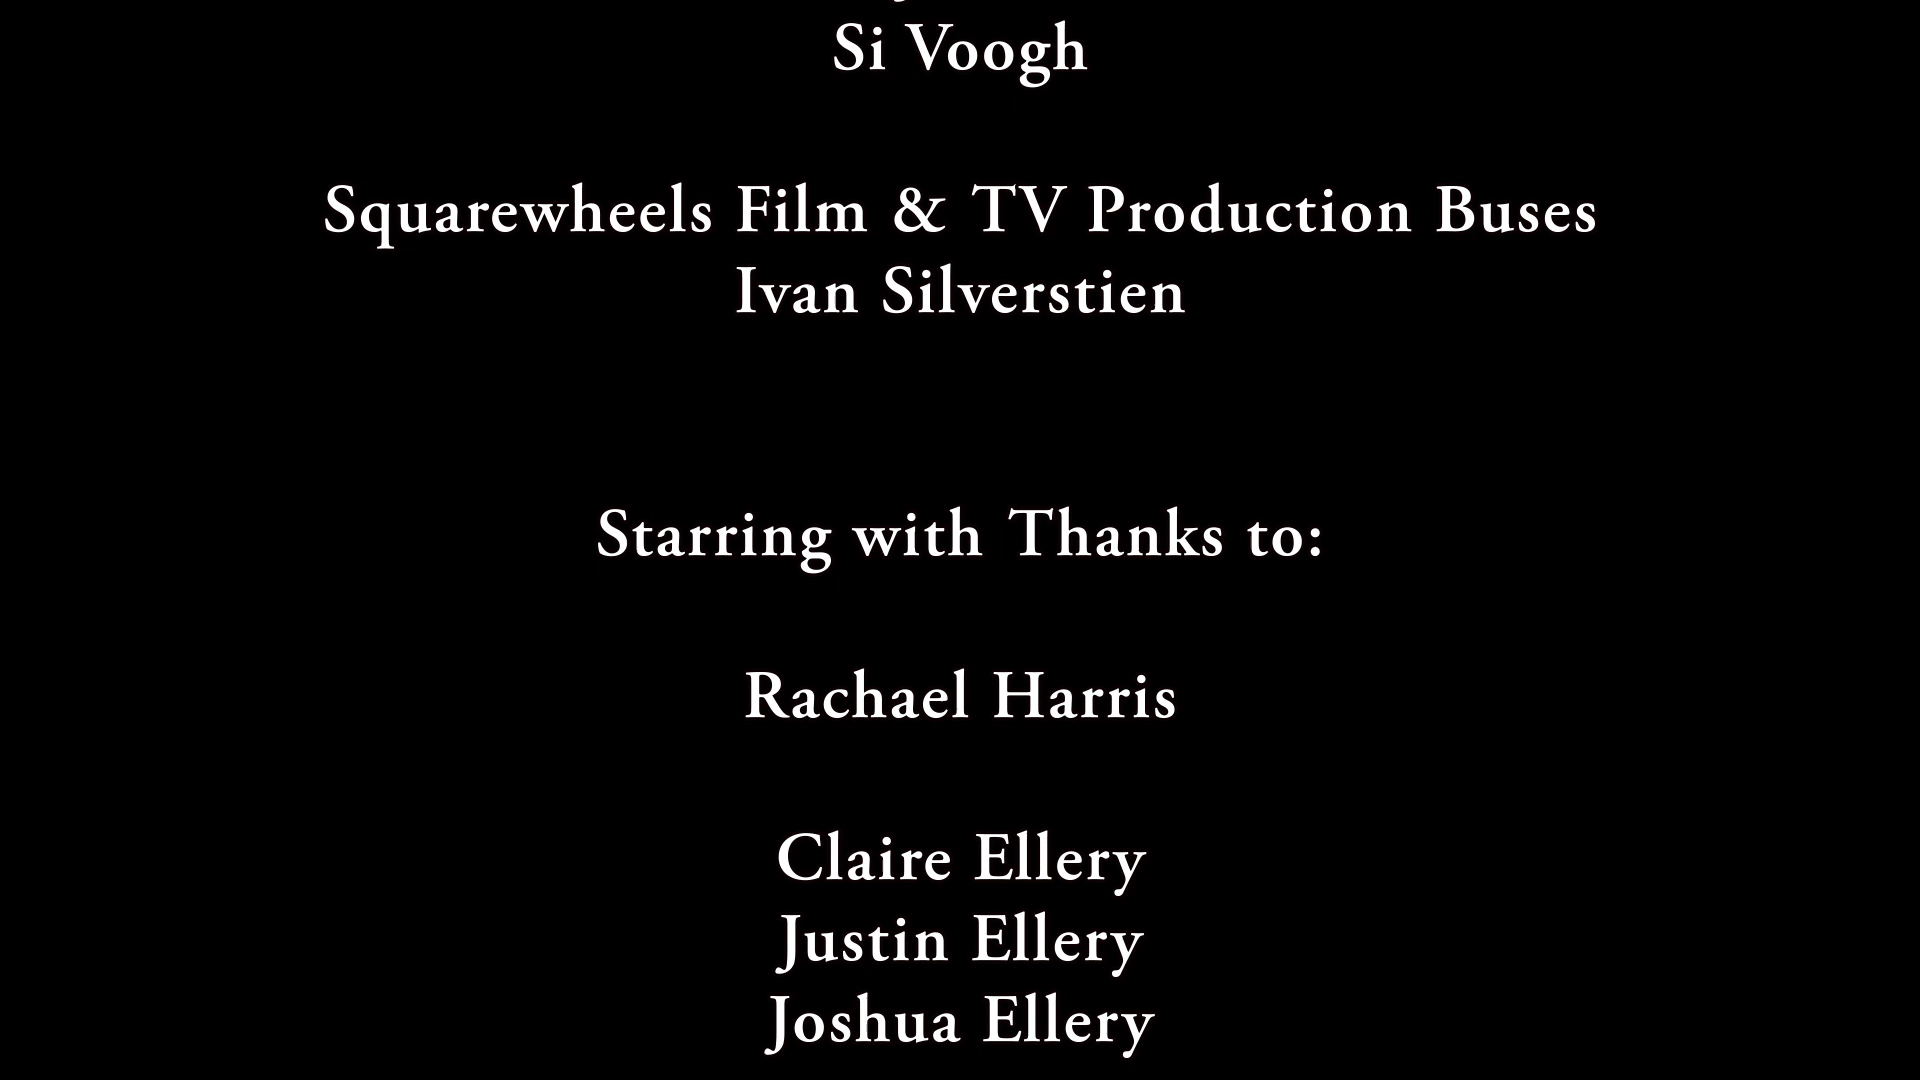 Si Voogh
Squarewheels Film & TV Production Buses
Ivan Silverstien
Starring with Thanks to:
Rachael Harris
Claire Ellery
Justin Ellery
Joshua Ellery